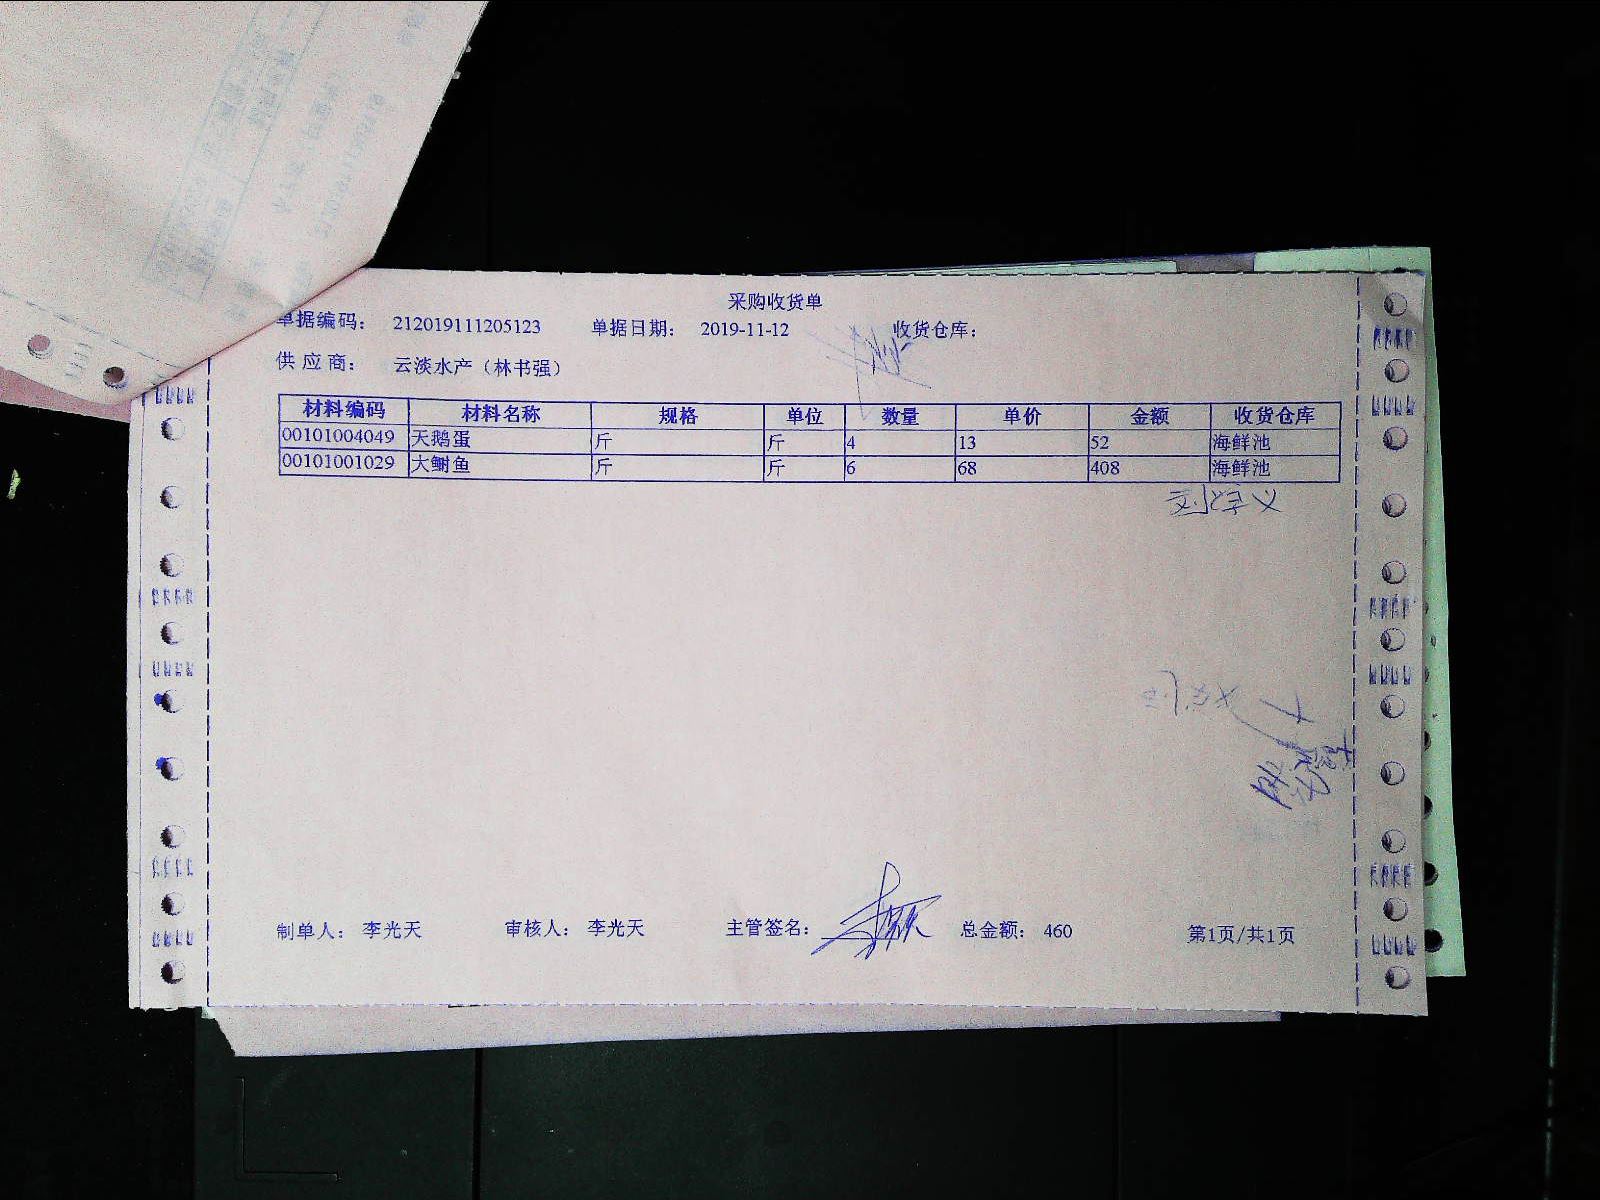 采购收货单
单据编码： 212019111205123 单据日期： 2019-11-12 收货仓库：
供应商： 云淡水产（林书强）
材料编码 材料名称 规格 单位 数量 单价 金额 收货仓库
00101004049 天鹅蛋 斤 斤 4 13 52 海鲜池
00101001029 大鲥鱼 斤 斤 6 68 408 海鲜池
制单人： 李光天 审核人： 李光天 主管签名： 总金额： 460 第1页/共1页